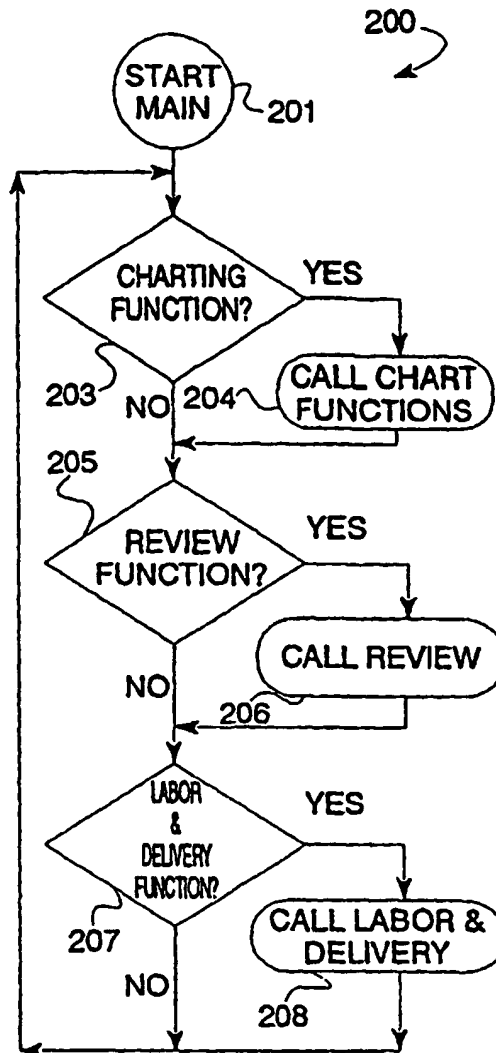 200
START
MAIN
201
CHARTING
FUNCTION?
YES
203
NO
204
CALL CHART
FUNCTIONS
205
REVIEW
FUNCTION?
YES
CALL REVIEW
NO
206
LABOR
&
DELIVERY
FUNCTION?
YES
207
CALL LABOR &
DELIVERY
NO
208